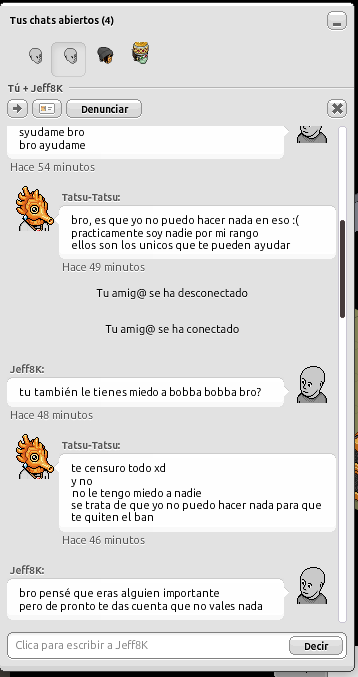 Tus chats abiertos (4)
Tú + Jeff8K
Denunciar
syudame bro
bro ayudame
Hace 54 minutos
Tatsu-Tatsu:
bro, es que yo no puedo hacer nada en eso :(
practicamente soy nadie por mi rango
ellos son los unicos que te pueden ayudar
Hace 49 minutos
Tu amig@ se ha desconectado
Tu amig@ se ha conectado
Jeff8K:
tu también le tienes miedo a bobba bobba bro?
Hace 48 minutos
Tatsu-Tatsu:
te censuro todo xd
y no
no le tengo miedo a nadie
se trata de que yo no puedo hacer nada para que
te quiten el ban
Hace 46 minutos
Jeff8K:
bro pensé que eras alguien importante
pero de pronto te das cuenta que no vales nada
Clica para escribir a Jeff8K
Decir